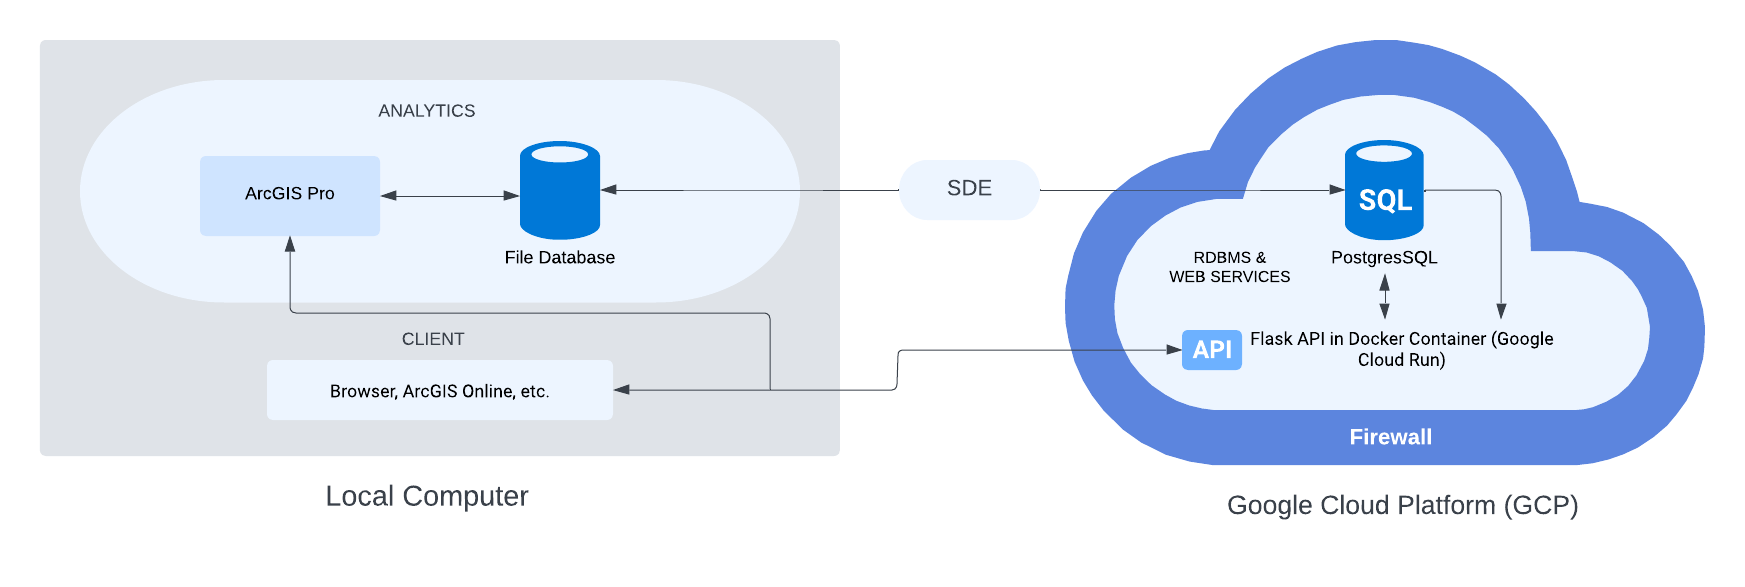 ANALYTICS
ArcGIS Pro
File Database
CLIENT
Browser, ArcGIS Online, etc.
Local Computer
SDE
SQL
PostgresSQL
RDBMS &
WEB SERVICES
API
Flask API in Docker Container (Google
Cloud Run)
Firewall
Google Cloud Platform (GCP)